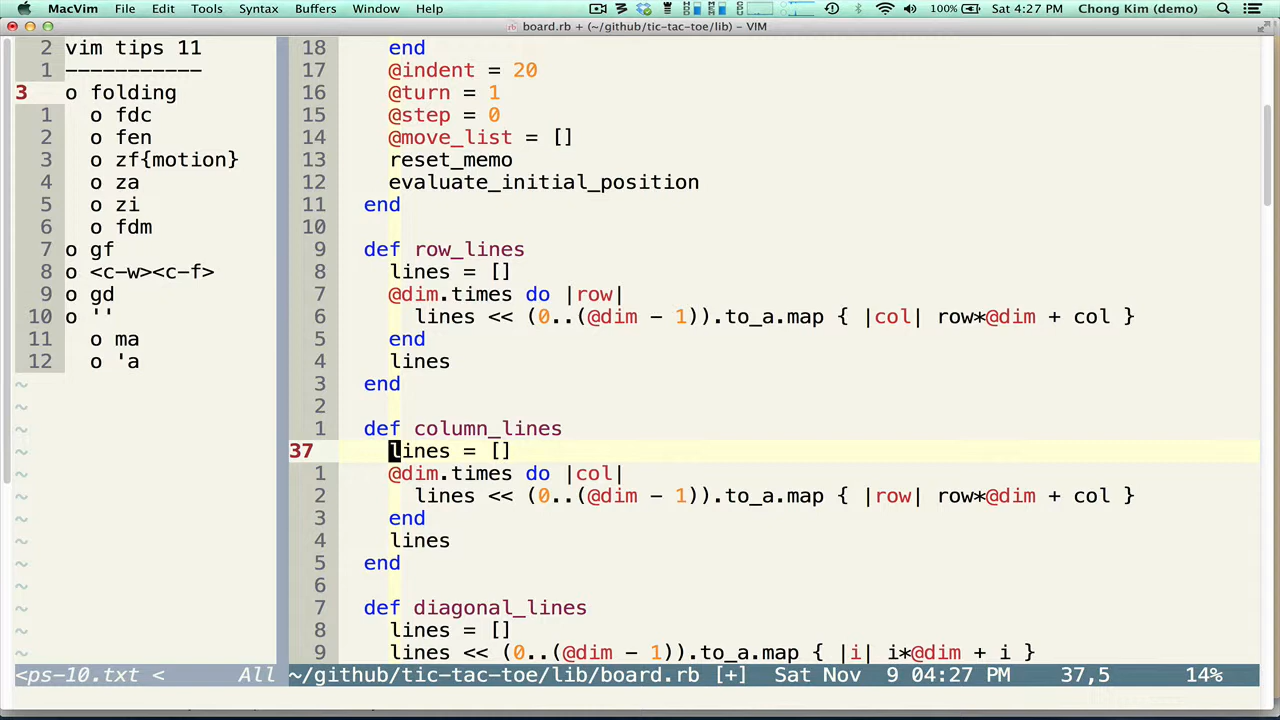 MacVim File Edit Tools Syntax Buffers Window Help 100% Sat 4:27 PM Chong Kim (demo)
board.rb + (~/github/tic-tac-toe/lib) – VIM
2 vim tips 11
1 -----------
3 o folding
1 o fdc
2 o fen
3 o zf{motion}
4 o za
5 o zi
6 o fdm
7 o gf
8 o <c-w><c-f>
9 o gd
10 o ''
11 o ma
12 o 'a
~
~
~
~
~
~
~
~
~
~
~
~
~
18 end
17 @indent = 20
16 @turn = 1
15 @step = 0
14 @move_list = []
13 reset_memo
12 evaluate_initial_position
11 end
10
9 def row_lines
8 lines = []
7 @dim.times do |row|
6 lines << (0..(@dim - 1)).to_a.map { |col| row*@dim + col }
5 end
4 lines
3 end
2
1 def column_lines
37 lines = []
1 @dim.times do |col|
2 lines << (0..(@dim - 1)).to_a.map { |row| row*@dim + col }
3 end
4 lines
5 end
6
7 def diagonal_lines
8 lines = []
9 lines << (0..(@dim - 1)).to_a.map { |i| i*@dim + i }
<ps-10.txt < All ~/github/tic-tac-toe/lib/board.rb [+] Sat Nov 9 04:27 PM 37,5 14%